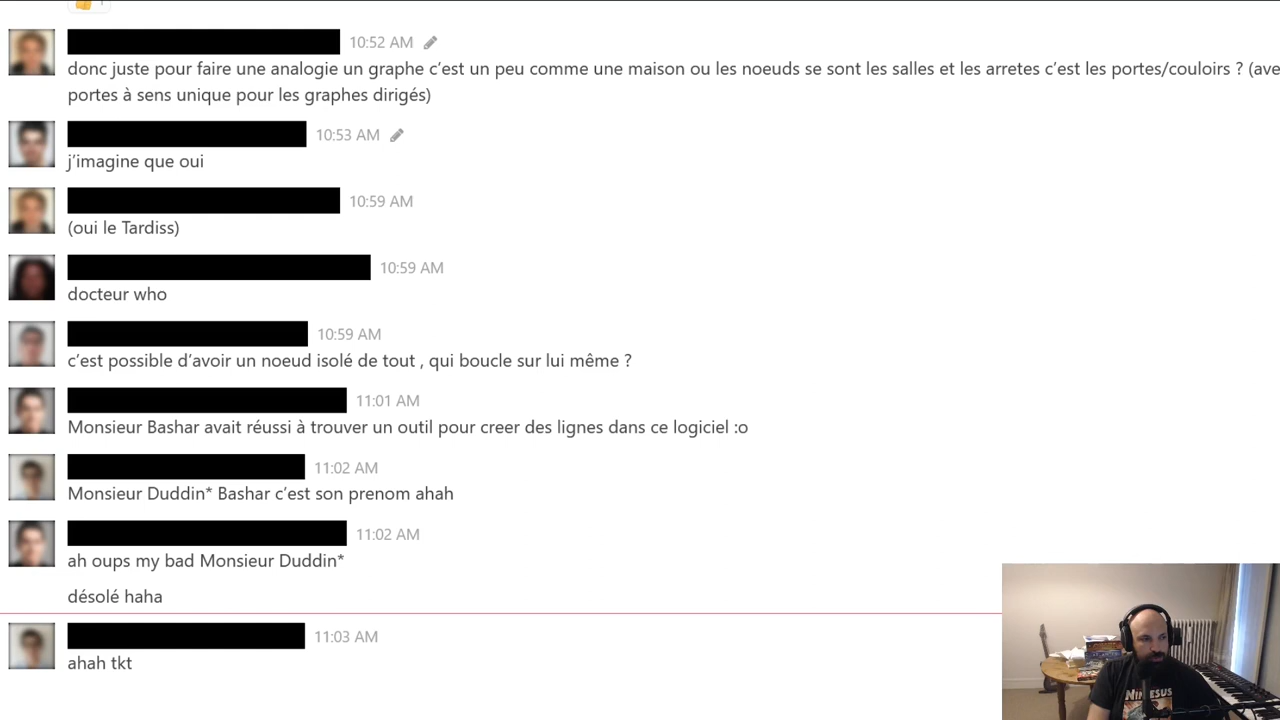 1
10:52 AM
donc juste pour faire une analogie un graphe c'est un peu comme une maison ou les noeuds se sont les salles et les arretes c'est les portes/couloirs ? (ave
portes à sens unique pour les graphes dirigés)
10:53 AM
j'imagine que oui
10:59 AM
(oui le Tardiss)
10:59 AM
docteur who
10:59 AM
c'est possible d'avoir un noeud isolé de tout , qui boucle sur lui même ?
11:01 AM
Monsieur Bashar avait réussi à trouver un outil pour creer des lignes dans ce logiciel :o
11:02 AM
Monsieur Duddin* Bashar c'est son prenom ahah
11:02 AM
ah oups my bad Monsieur Duddin*
désolé haha
11:03 AM
ahah tkt